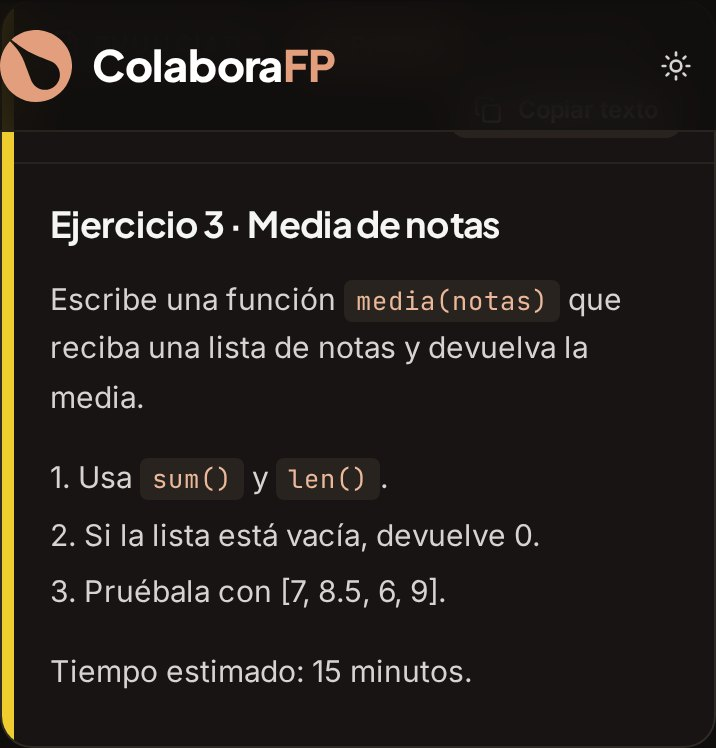 ColaboraFP
Copiar texto
Ejercicio 3 · Media de notas
Escribe una función media(notas) que
reciba una lista de notas y devuelva la
media.
1. Usa sum() y len().
2. Si la lista está vacía, devuelve 0.
3. Pruébala con [7, 8.5, 6, 9].
Tiempo estimado: 15 minutos.